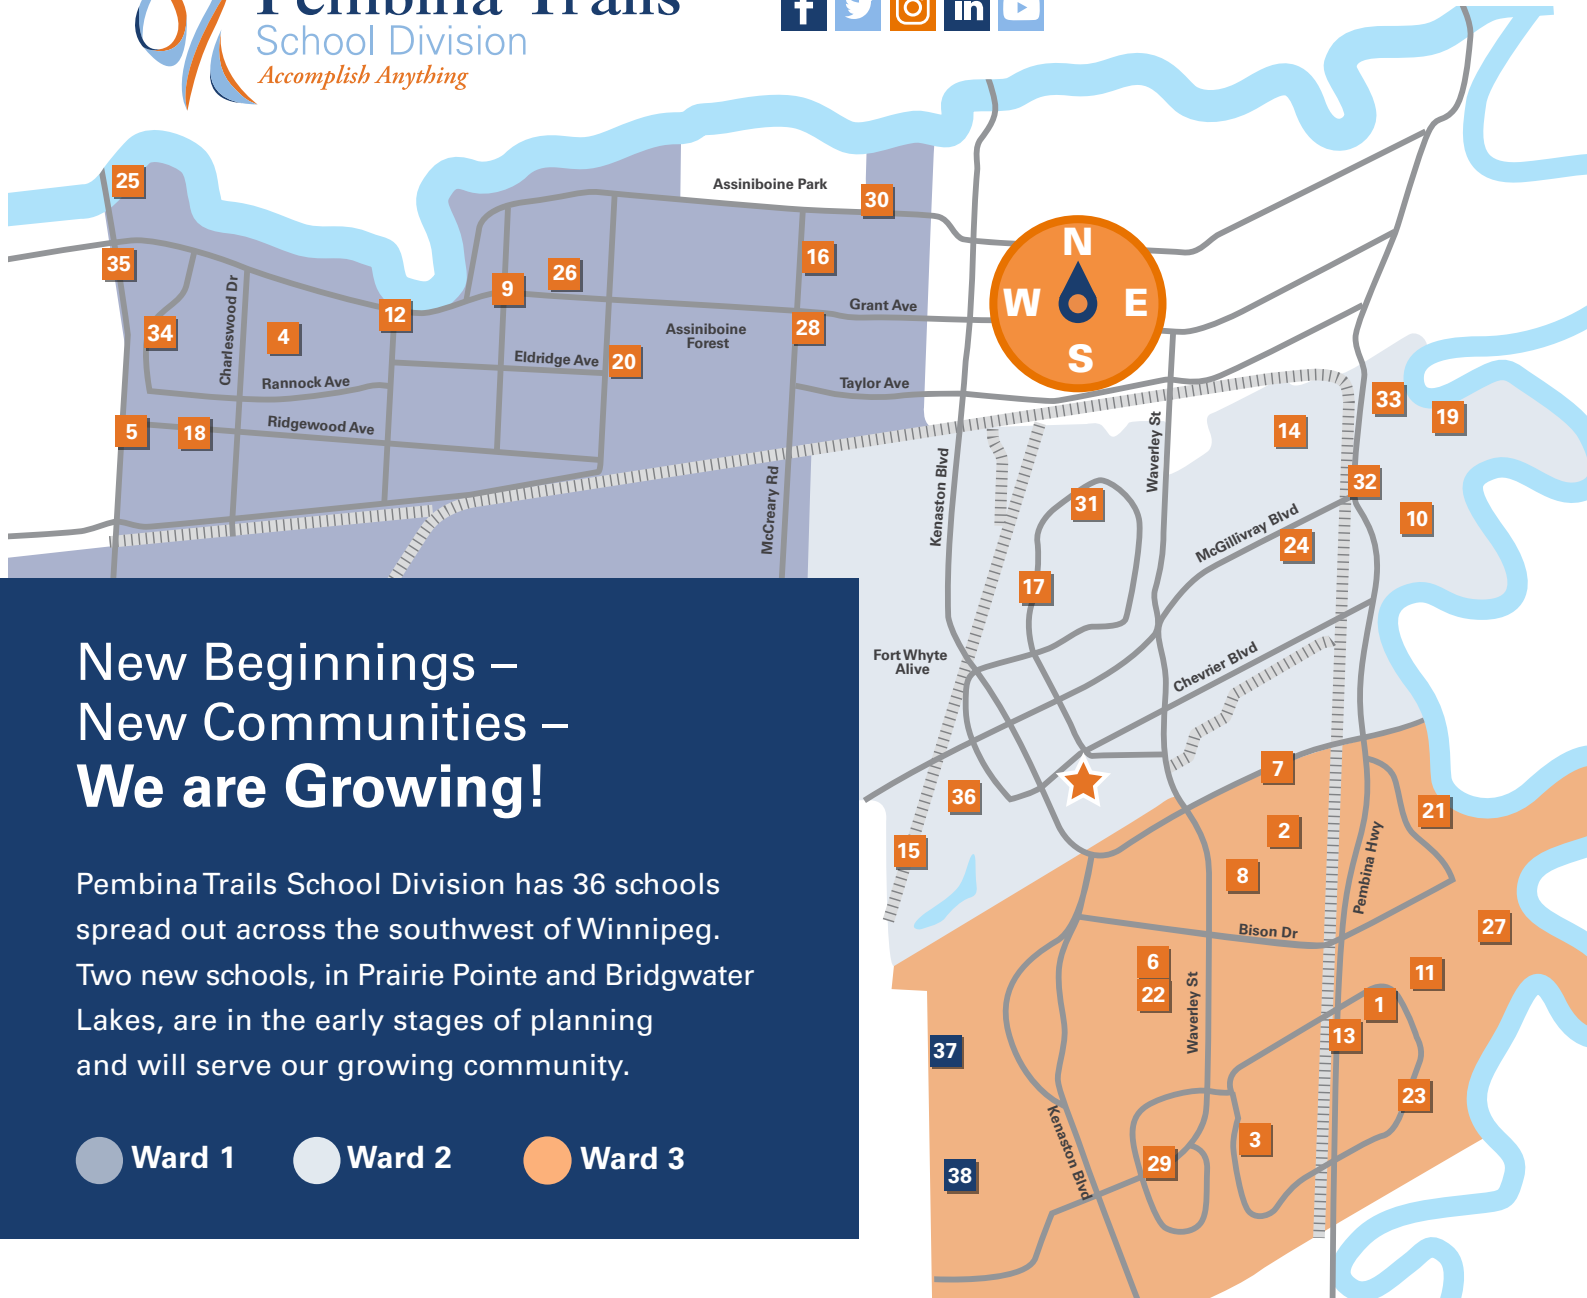 Pembina Trails
School Division
Accomplish Anything
f
in
25
Assiniboine Park
30
35
16
26
9
N
W E
S
Grant Ave
12
34
4
Charleswood Dr
28
Assiniboine
Forest
Eldridge Ave
20
Rannock Ave
Taylor Ave
33
19
5
18
Ridgewood Ave
14
Waverley St
Kenaston Blvd
McCreary Rd
32
31
10
McGillivray Blvd
24
17
Fort Whyte
Alive
Chevrier Blvd
7
36
21
2
15
Pembina Hwy
8
27
Bison Dr
6
22
11
1
Waverley St
13
37
23
3
Kenaston Blvd
29
38
New Beginnings –
New Communities –
We are Growing!
Pembina Trails School Division has 36 schools
spread out across the southwest of Winnipeg.
Two new schools, in Prairie Pointe and Bridgwater
Lakes, are in the early stages of planning
and will serve our growing community.
Ward 1 Ward 2 Ward 3